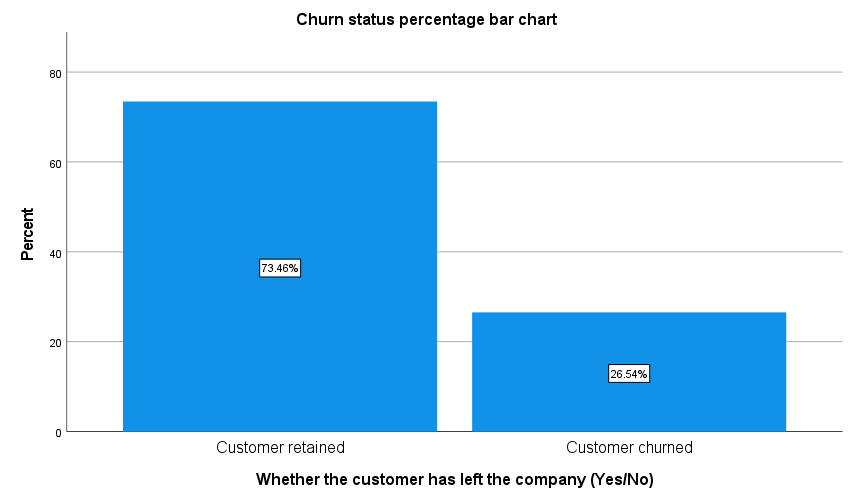 Churn status percentage bar chart
Percent
80
60
40
20
0
73.46%
26.54%
Customer retained
Customer churned
Whether the customer has left the company (Yes/No)